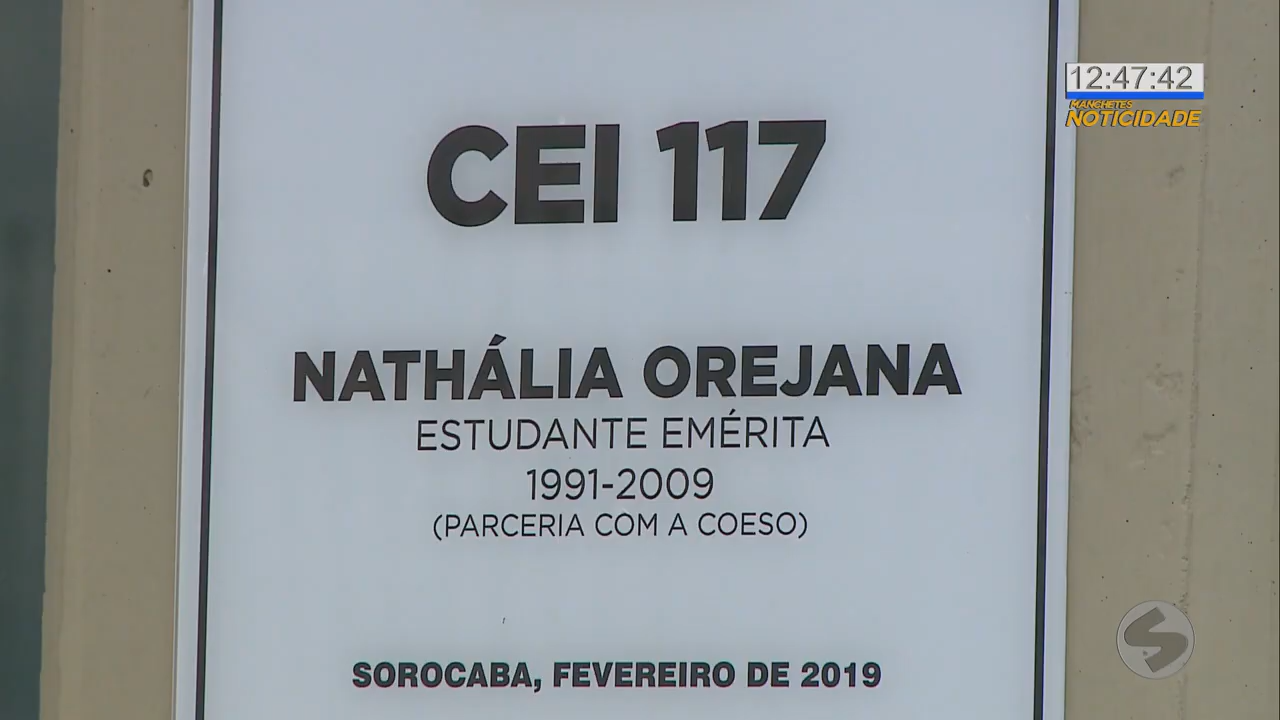 12:47:42
MANCHETES
NOTICIDADE
CEI 117
NATHÁLIA OREJANA
ESTUDANTE EMÉRITA
1991-2009
(PARCERIA COM A COESO)
SOROCABA, FEVEREIRO DE 2019
S